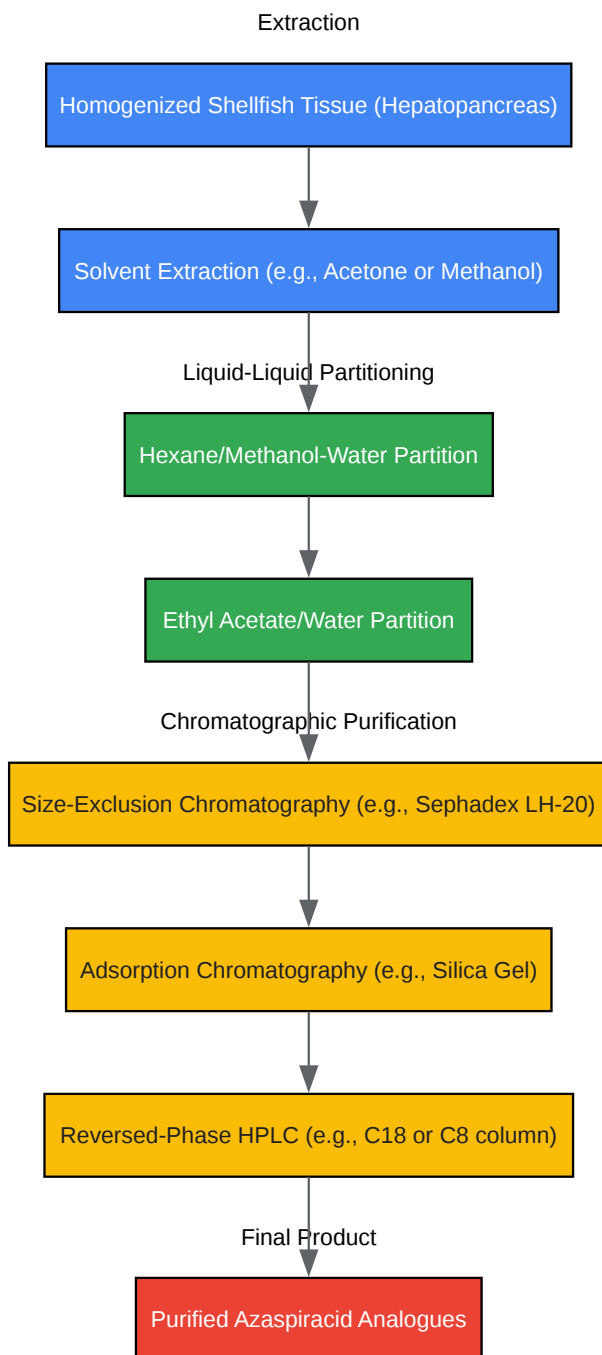 Extraction
Homogenized Shellfish Tissue (Hepatopancreas)
Solvent Extraction (e.g., Acetone or Methanol)
Liquid-Liquid Partitioning
Hexane/Methanol-Water Partition
Ethyl Acetate/Water Partition
Chromatographic Purification
Size-Exclusion Chromatography (e.g., Sephadex LH-20)
Adsorption Chromatography (e.g., Silica Gel)
Reversed-Phase HPLC (e.g., C18 or C8 column)
Final Product
Purified Azaspiracid Analogues